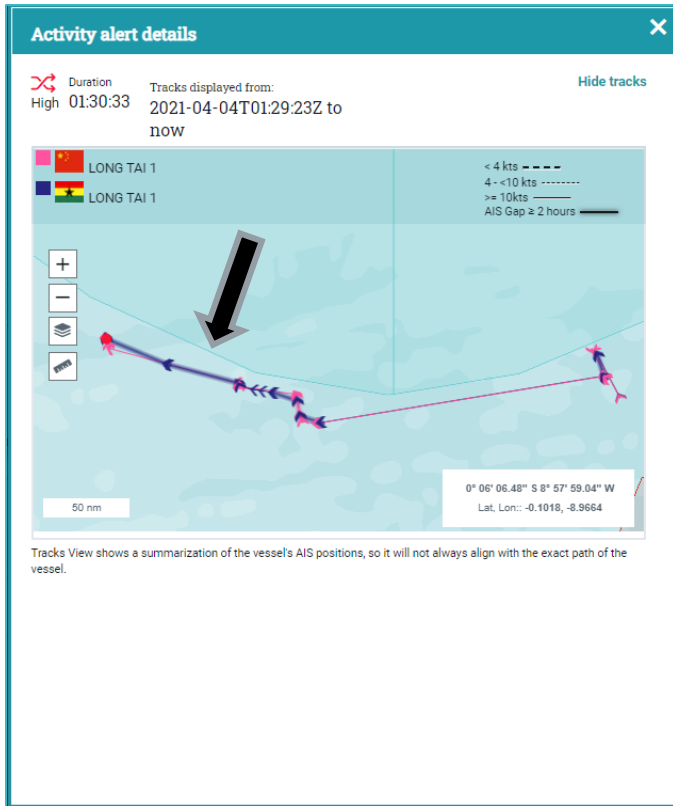 Activity alert details
Duration
High 01:30:33
Tracks displayed from:
2021-04-04T01:29:23Z to
now
Hide tracks
LONG TAI 1
LONG TAI 1
< 4 kts
4 - <10 kts
>= 10kts
AIS Gap ≥ 2 hours
50 nm
0° 06' 06.48" S 8° 57' 59.04" W
Lat, Lon:: -0.1018, -8.9664
Tracks View shows a summarization of the vessel's AIS positions, so it will not always align with the exact path of the
vessel.